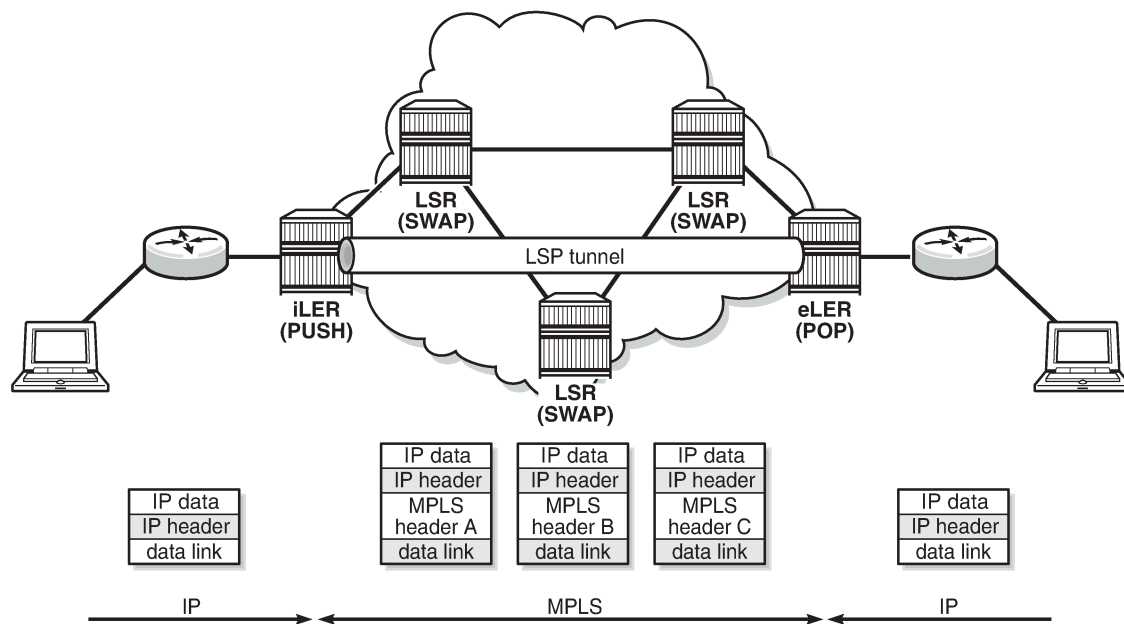 LSR
(SWAP)
LSR
(SWAP)
LSP tunnel
iLER
(PUSH)
eLER
(POP)
LSR
(SWAP)
IP data
IP header
data link
IP data
IP header
MPLS
header A
data link
IP data
IP header
MPLS
header B
data link
IP data
IP header
MPLS
header C
data link
IP data
IP header
data link
IP
MPLS
IP